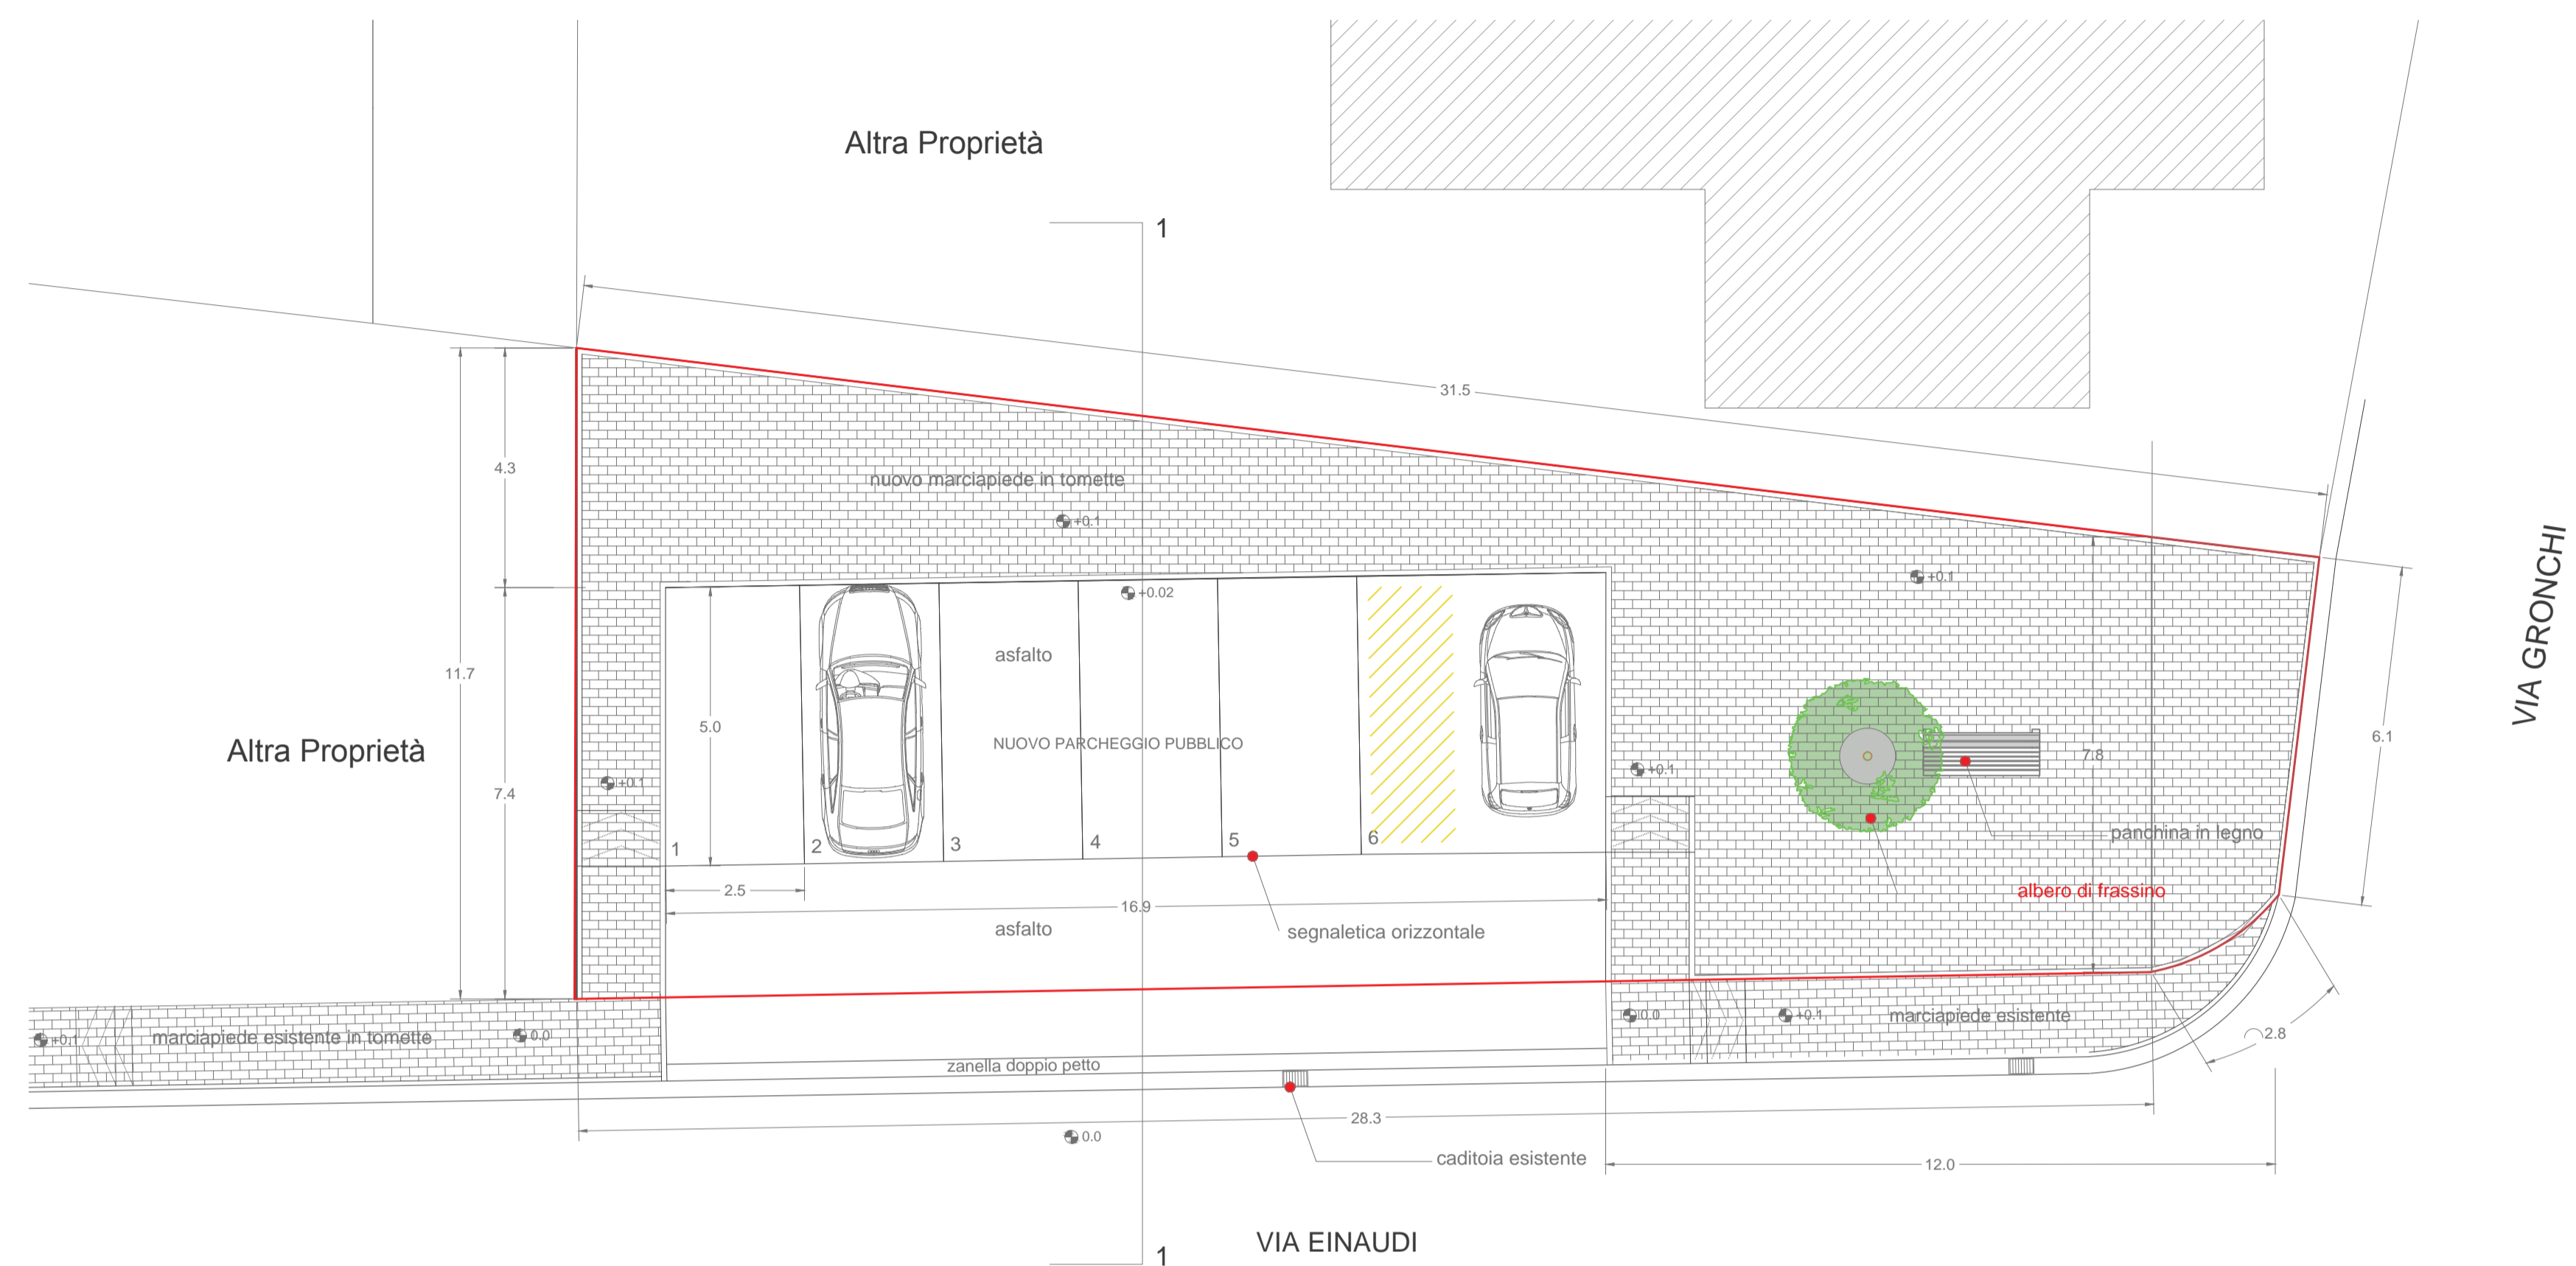 Altra Proprietà
1
31.5
4.3
nuovo marciapiede in tomette
+0.1
VIA GRONCHI
+0.1
+0.02
asfalto
11.7
5.0
NUOVO PARCHEGGIO PUBBLICO
Altra Proprietà
6.1
7.8
+0.1
+0.1
7.4
1
2
3
4
5
6
panchina in legno
albero di frassino
2.5
16.9
asfalto
segnaletica orizzontale
+0.1
marciapiede esistente in tomette
0.0
0.0
+0.1
marciapiede esistente
2.8
zanella doppio petto
28.3
0.0
caditoia esistente
12.0
VIA EINAUDI
1